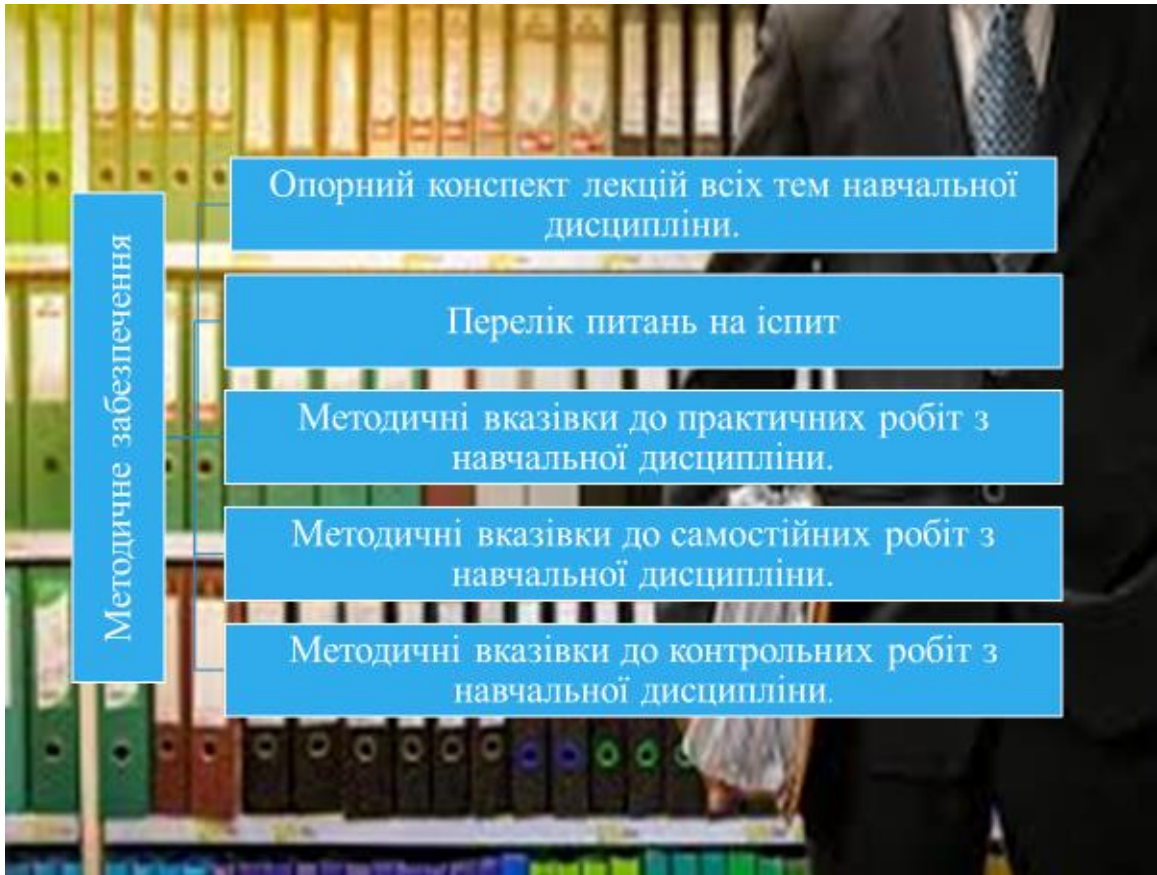 Методичне забезпечення
Опорний конспект лекцій всіх тем навчальної
дисципліни.
Перелік питань на іспит
Методичні вказівки до практичних робіт з
навчальної дисципліни.
Методичні вказівки до самостійних робіт з
навчальної дисципліни.
Методичні вказівки до контрольних робіт з
навчальної дисципліни.